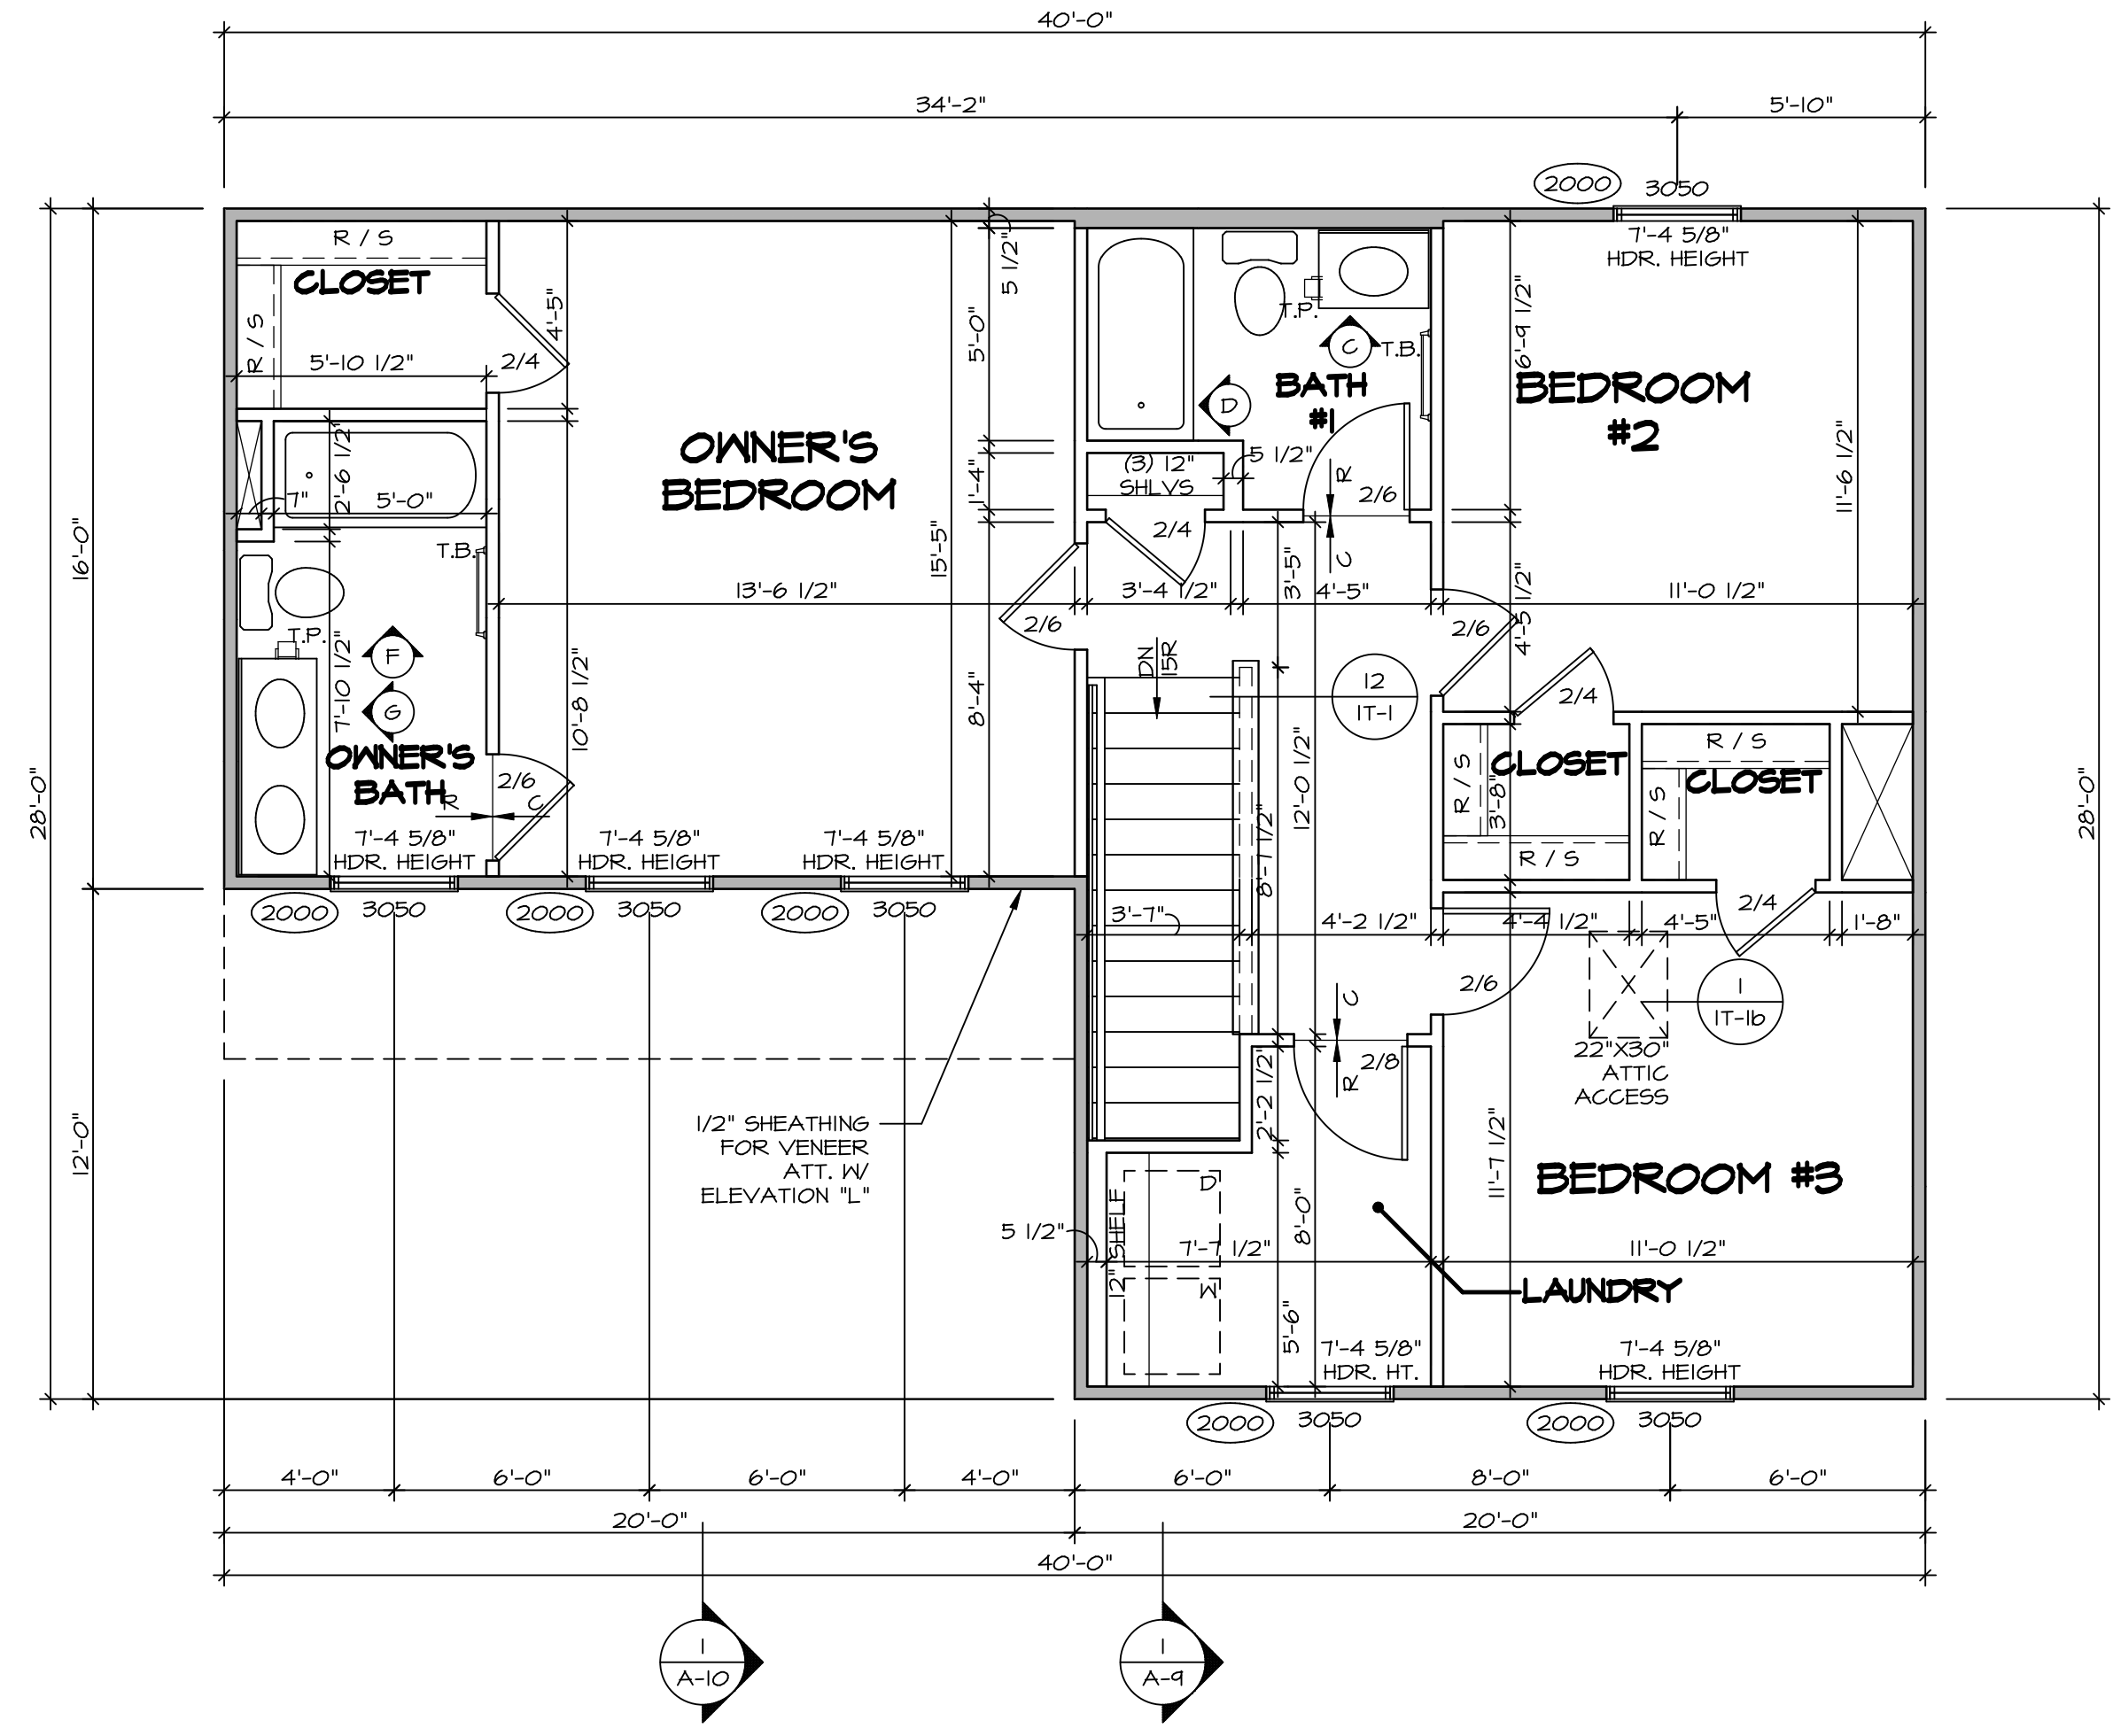 40'-0"
34'-2"
5'-10"
2000
3050
7'-4 5/8"
HDR. HEIGHT
R / S
CLOSET
R / S
5'-10 1/2"
2/4
4'-5"
5 1/2"
5'-0"
1'-4"
T.P.
C
T.B.
D
BATH
#1
6'-9 1/2"
BEDROOM
#2
11'-6 1/2"
OWNER'S
BEDROOM
2'-6 1/2"
7"
5'-0"
(3) 12"
SHLVS
5 1/2"
R
2/6
2/4
C
16'-0"
T.B.
15'-5"
13'-6 1/2"
3'-4 1/2"
3'-5"
4'-5"
11'-0 1/2"
2/6
2/6
4'-5 1/2"
T.P.
F
G
7'-10 1/2"
10'-8 1/2"
8'-4"
DN
15R
12
1T-1
2/4
OWNER'S
BATH
2/6
R
C
28'-0"
28'-0"
12'-0 1/2"
8'-7 1/2"
R / S
CLOSET
3'-8"
R / S
R / S
CLOSET
R / S
7'-4 5/8"
HDR. HEIGHT
7'-4 5/8"
HDR. HEIGHT
7'-4 5/8"
HDR. HEIGHT
2000
3050
2000
3050
2000
3050
3'-7"
4'-2 1/2"
4'-4 1/2"
4'-5"
2/4
1'-8"
2/6
C
R
2/8
2'-2 1/2"
1
1T-1b
22"X30"
ATTIC
ACCESS
12'-0"
1/2" SHEATHING
FOR VENEER
ATT. W/
ELEVATION "L"
11'-7 1/2"
BEDROOM #3
D
12" SHELF
5 1/2"
8'-0"
7'-7 1/2"
11'-0 1/2"
W
LAUNDRY
5'-6"
7'-4 5/8"
HDR. HT.
7'-4 5/8"
HDR. HEIGHT
2000
3050
2000
3050
4'-0"
6'-0"
6'-0"
4'-0"
6'-0"
8'-0"
6'-0"
20'-0"
20'-0"
40'-0"
1
A-10
1
A-9